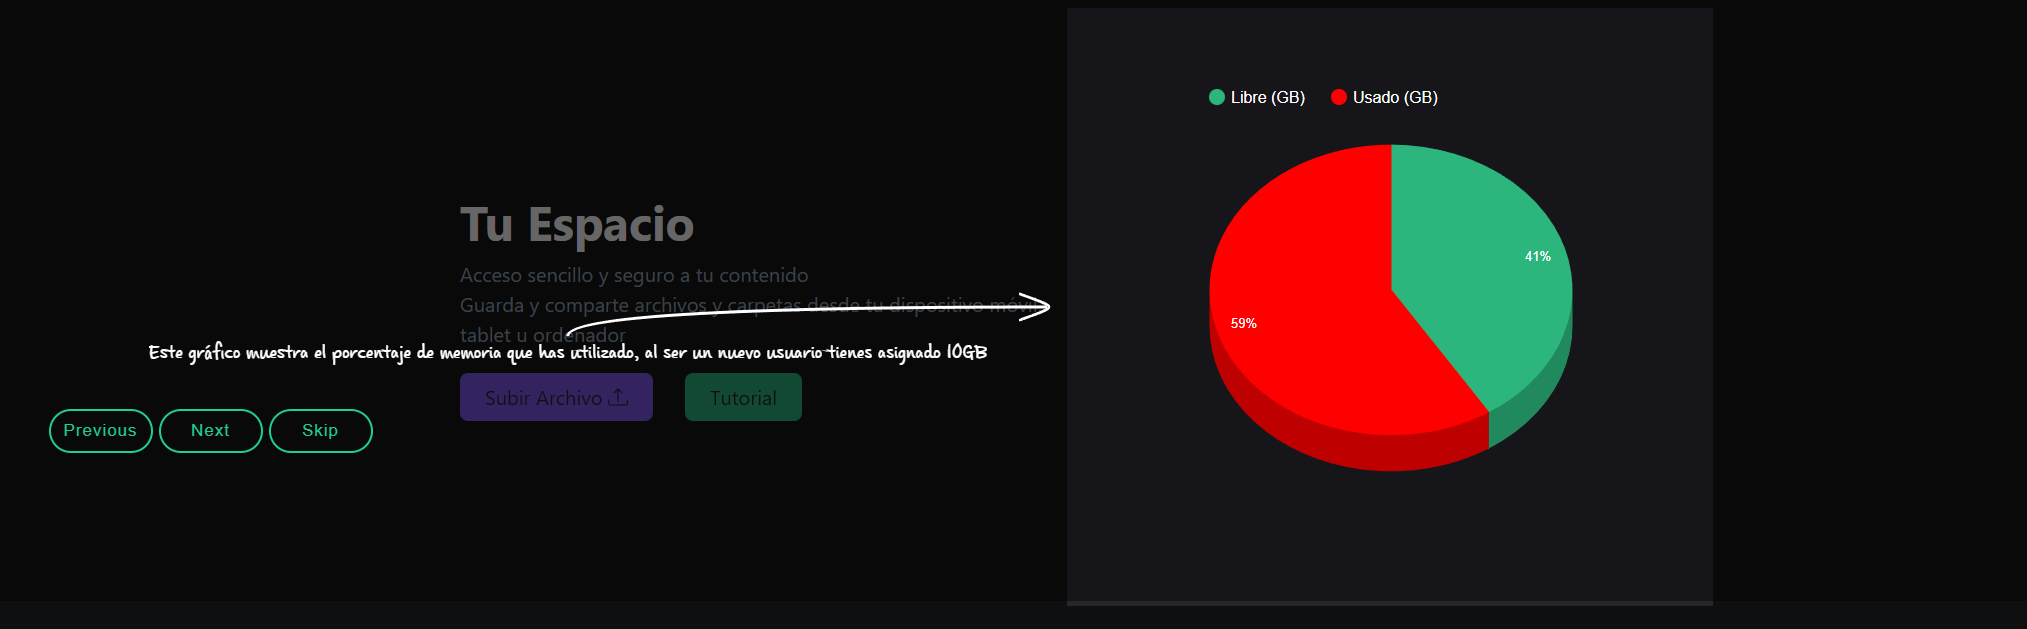 Libre (GB) Usado (GB)
Tu Espacio
Acceso sencillo y seguro a tu contenido
Guarda y comparte archivos y carpetas desde tu dispositivo móvil,
tablet u ordenador
Este gráfico muestra el porcentaje de memoria que has utilizado, al ser un nuevo usuario tienes asignado 10GB
Subir Archivo
Tutorial
Previous
Next
Skip
41%
59%